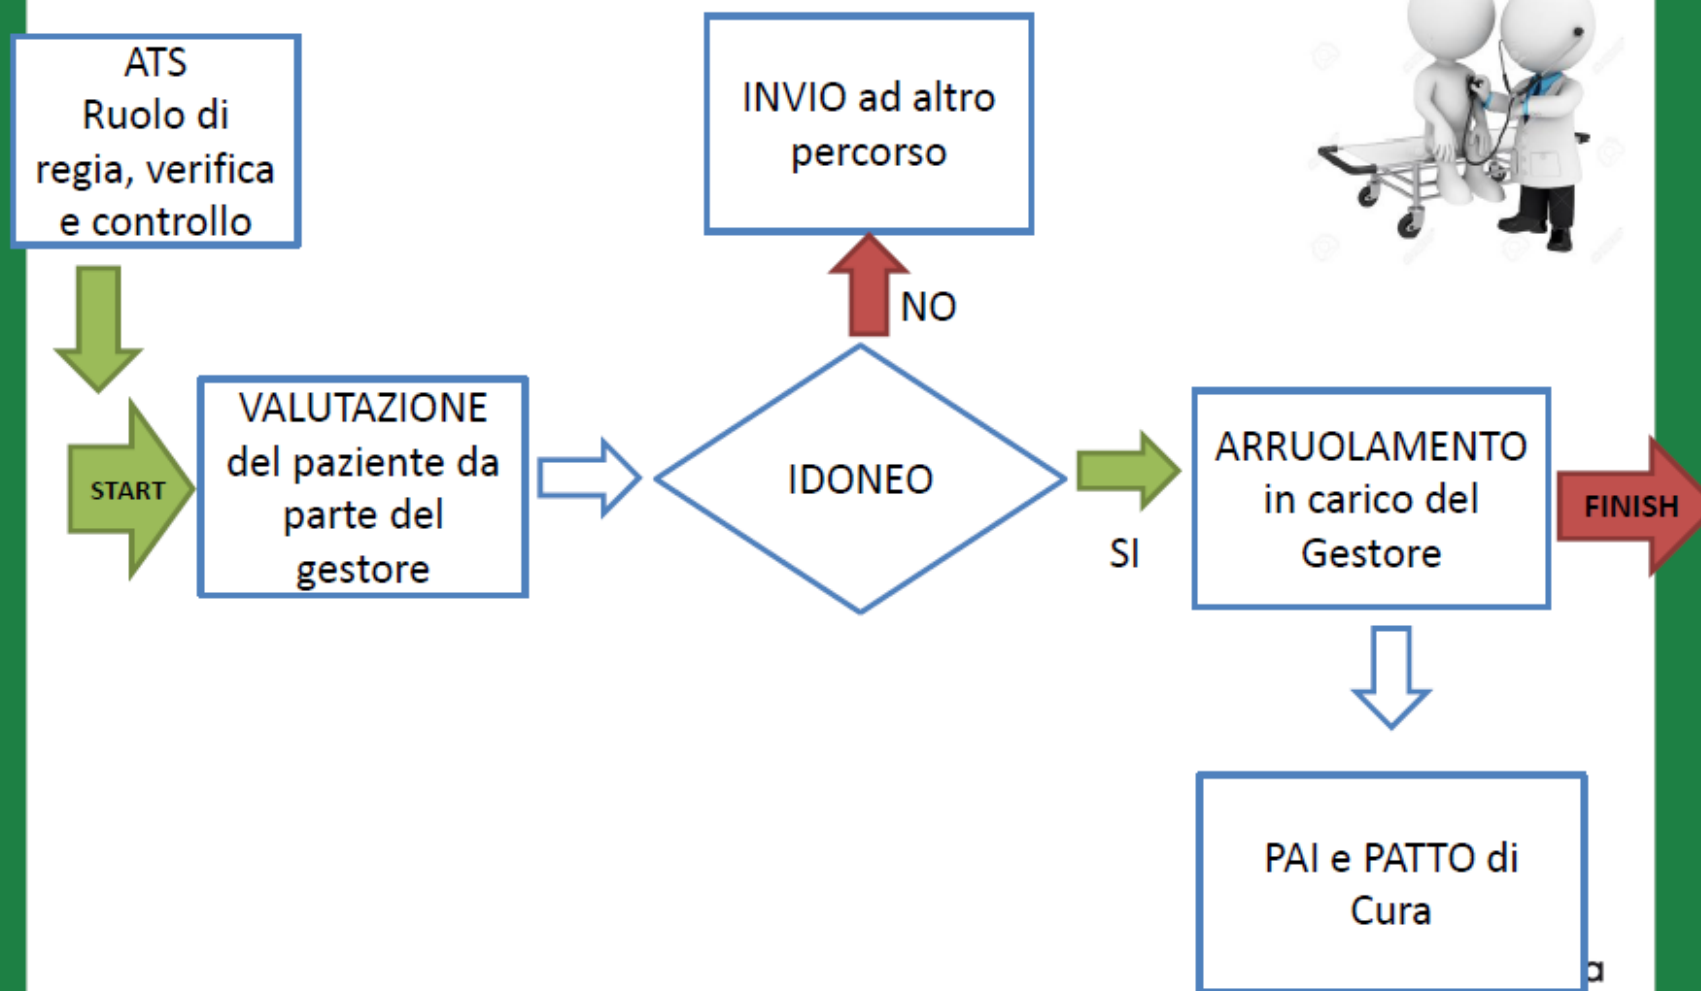 ATS
Ruolo di
regia, verifica
e controllo
INVIO ad altro
percorso
NO
START
VALUTAZIONE
del paziente da
parte del
gestore
IDONEO
SI
ARRUOLAMENTO
in carico del
Gestore
FINISH
PAI e PATTO di
Cura
a